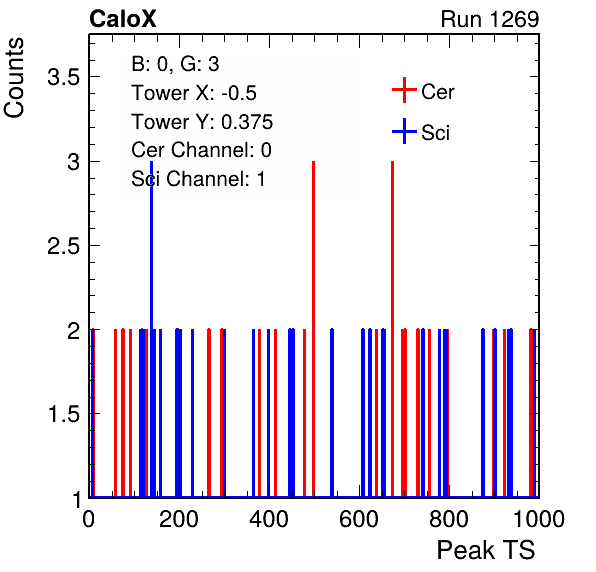 CaloX Run 1269
Counts
B: 0, G: 3
Tower X: -0.5
Tower Y: 0.375
Cer Channel: 0
Sci Channel: 1
Cer
Sci
3.5
3
2.5
2
1.5
1
0 200 400 600 800 1000
Peak TS